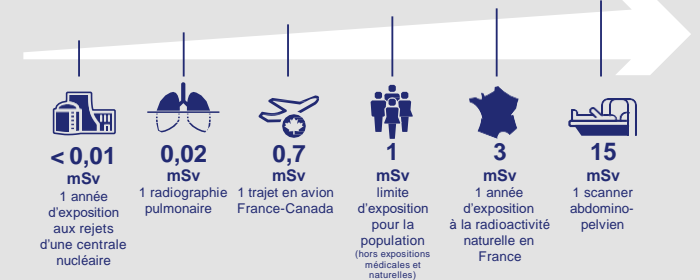 < 0,01
mSv
1 année
d'exposition
aux rejets
d'une centrale
nucléaire
0,02
mSv
1 radiographie
pulmonaire
0,7
mSv
1 trajet en avion
France-Canada
1
mSv
limite
d'exposition
pour la
population
(hors expositions
médicales et
naturelles)
3
mSv
1 année
d'exposition
à la radioactivité
naturelle en
France
15
mSv
1 scanner
abdomino-
pelvien